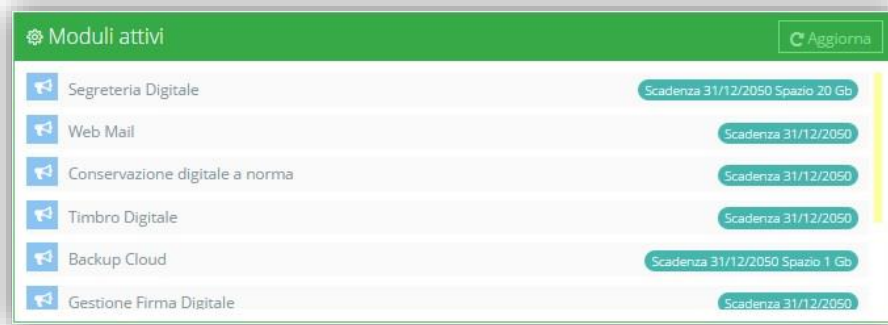 Moduli attivi
Aggiorna
Segreteria Digitale
Scadenza 31/12/2050 Spazio 20 Gb
Web Mail
Scadenza 31/12/2050
Conservazione digitale a norma
Scadenza 31/12/2050
Timbro Digitale
Scadenza 31/12/2050
Backup Cloud
Scadenza 31/12/2050 Spazio 1 Gb
Gestione Firma Digitale
Scadenza 31/12/2050